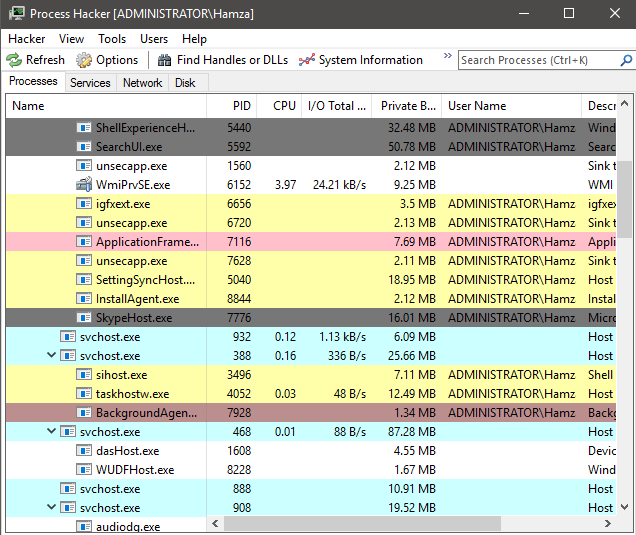 Process Hacker [ADMINISTRATOR\Hamza]
Hacker View Tools Users Help
Refresh Options Find Handles or DLLs System Information » Search Processes (Ctrl+K)
Processes Services Network Disk
Name PID CPU I/O Total ... Private B... User Name Descr
ShellExperienceH... 5440 32.48 MB ADMINISTRATOR\Hamz Wind
SearchUI.exe 5592 50.78 MB ADMINISTRATOR\Hamz Searc
unsecapp.exe 1560 2.12 MB Sink t
WmiPrvSE.exe 6152 3.97 24.21 kB/s 9.25 MB WMI
igfxext.exe 6656 3.5 MB ADMINISTRATOR\Hamz igfxex
unsecapp.exe 6720 2.13 MB ADMINISTRATOR\Hamz Sink t
ApplicationFrame... 7116 7.69 MB ADMINISTRATOR\Hamz Appli
unsecapp.exe 7628 2.11 MB ADMINISTRATOR\Hamz Sink t
SettingSyncHost.... 5040 18.95 MB ADMINISTRATOR\Hamz Host
InstallAgent.exe 8844 2.12 MB ADMINISTRATOR\Hamz Instal
SkypeHost.exe 7776 16.01 MB ADMINISTRATOR\Hamz Micro
svchost.exe 932 0.12 1.13 kB/s 6.09 MB Host
svchost.exe 388 0.16 336 B/s 25.66 MB Host
sihost.exe 3496 7.11 MB ADMINISTRATOR\Hamz Shell
taskhostw.exe 4052 0.03 48 B/s 12.49 MB ADMINISTRATOR\Hamz Host
BackgroundAgen... 7928 1.34 MB ADMINISTRATOR\Hamz Backg
svchost.exe 468 0.01 88 B/s 87.28 MB Host
dasHost.exe 1608 4.55 MB Devic
WUDFHost.exe 8228 1.67 MB Wind
svchost.exe 888 10.91 MB Host
svchost.exe 908 19.52 MB Host
audiodg.exe